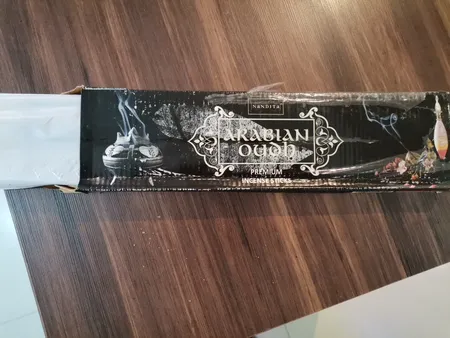 NANDITA
ARABIAN
OUDH
PREMIUM
INCENSE STICKS